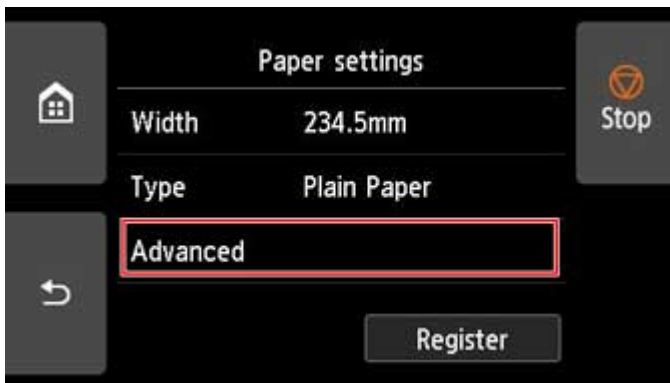 Paper settings
Width 234.5mm
Stop
Type Plain Paper
Advanced
Register